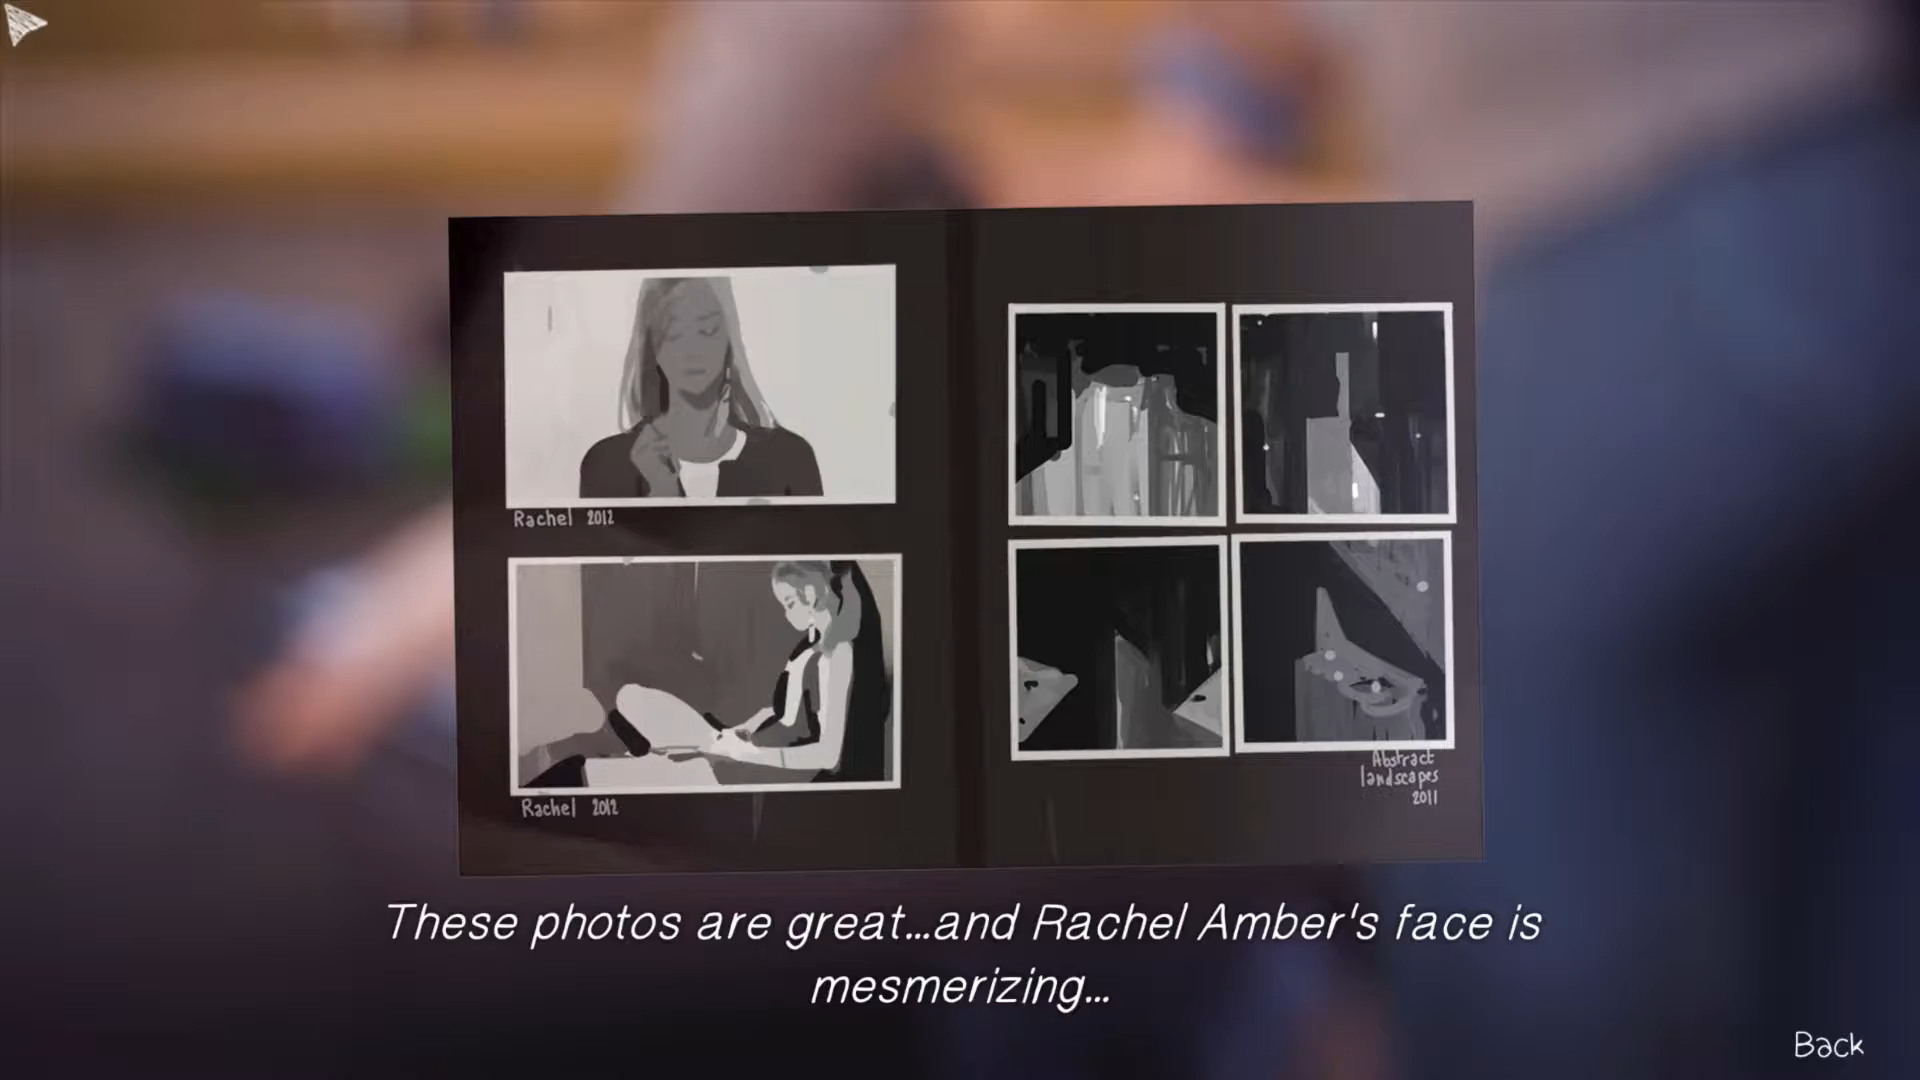 Rachel 2012
Rachel 2012
Abstract
landscapes
2011
These photos are great...and Rachel Amber's face is
mesmerizing...
Back